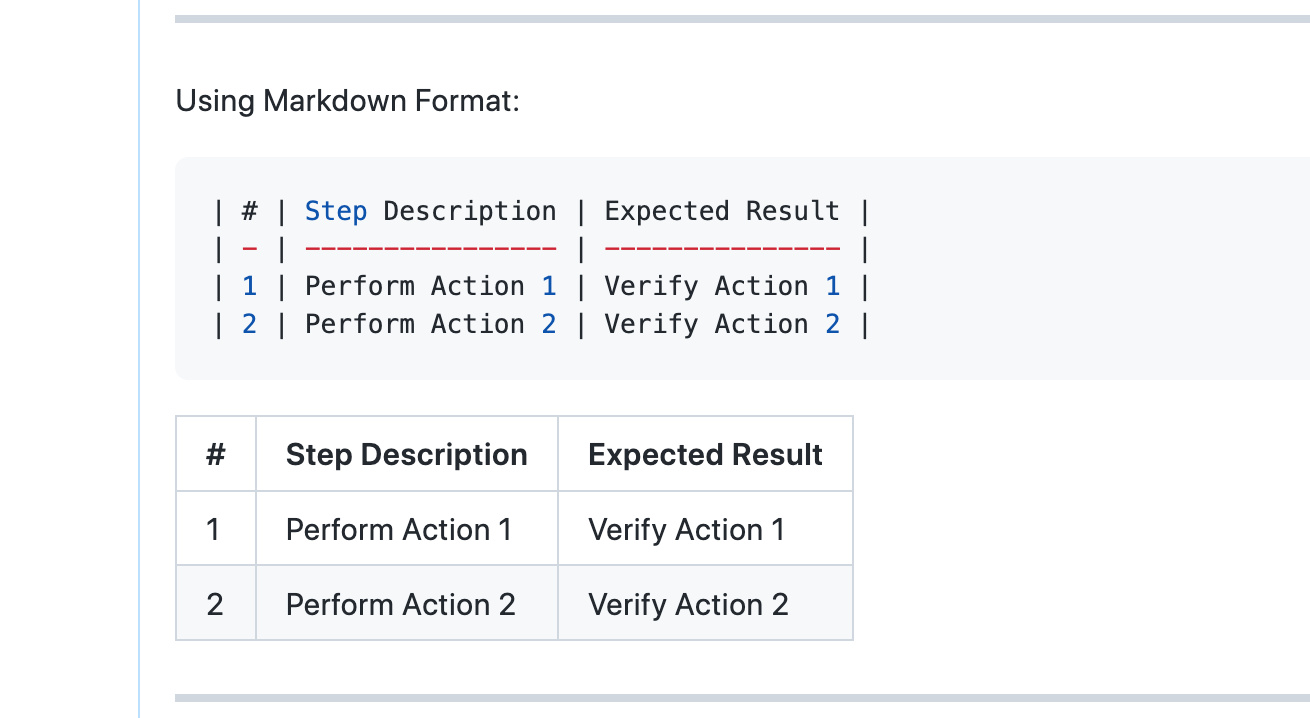 Using Markdown Format:
| # | Step Description | Expected Result |
| - | ---------------- | --------------- |
| 1 | Perform Action 1 | Verify Action 1 |
| 2 | Perform Action 2 | Verify Action 2 |
# Step Description Expected Result
1 Perform Action 1 Verify Action 1
2 Perform Action 2 Verify Action 2